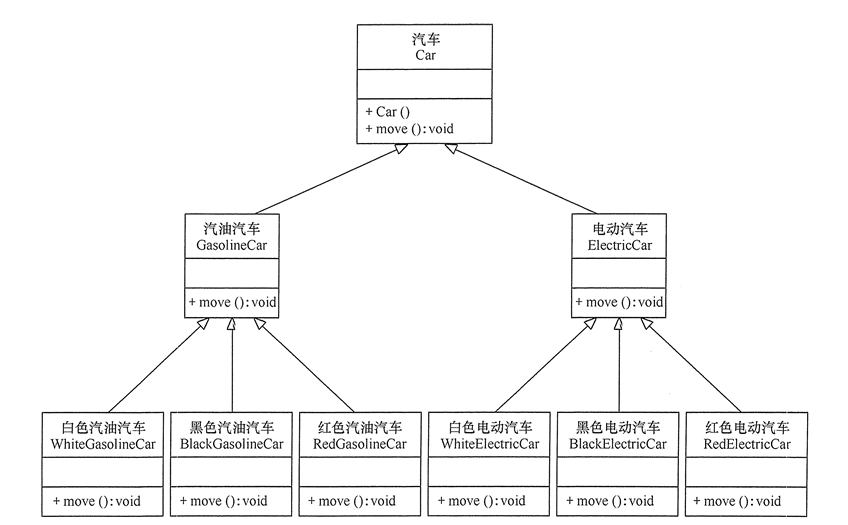 汽车
Car
+ Car ()
+ move (): void
汽油汽车
GasolineCar
+ move (): void
电动汽车
ElectricCar
+ move (): void
白色汽油汽车
WhiteGasolineCar
+ move (): void
黑色汽油汽车
BlackGasolineCar
+ move (): void
红色汽油汽车
RedGasolineCar
+ move (): void
白色电动汽车
WhiteElectricCar
+ move (): void
黑色电动汽车
BlackElectricCar
+ move (): void
红色电动汽车
RedElectricCar
+ move (): void